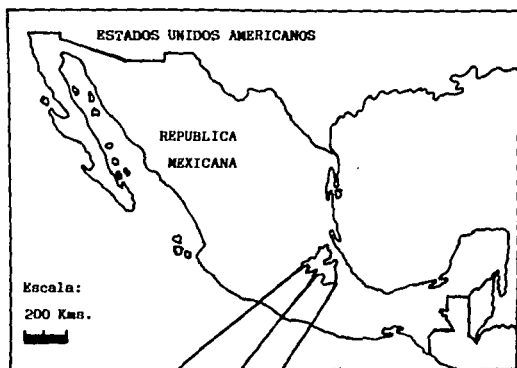 ESTADOS UNIDOS AMERICANOS
REPUBLICA
MEXICANA
Escala:
200 Kms.